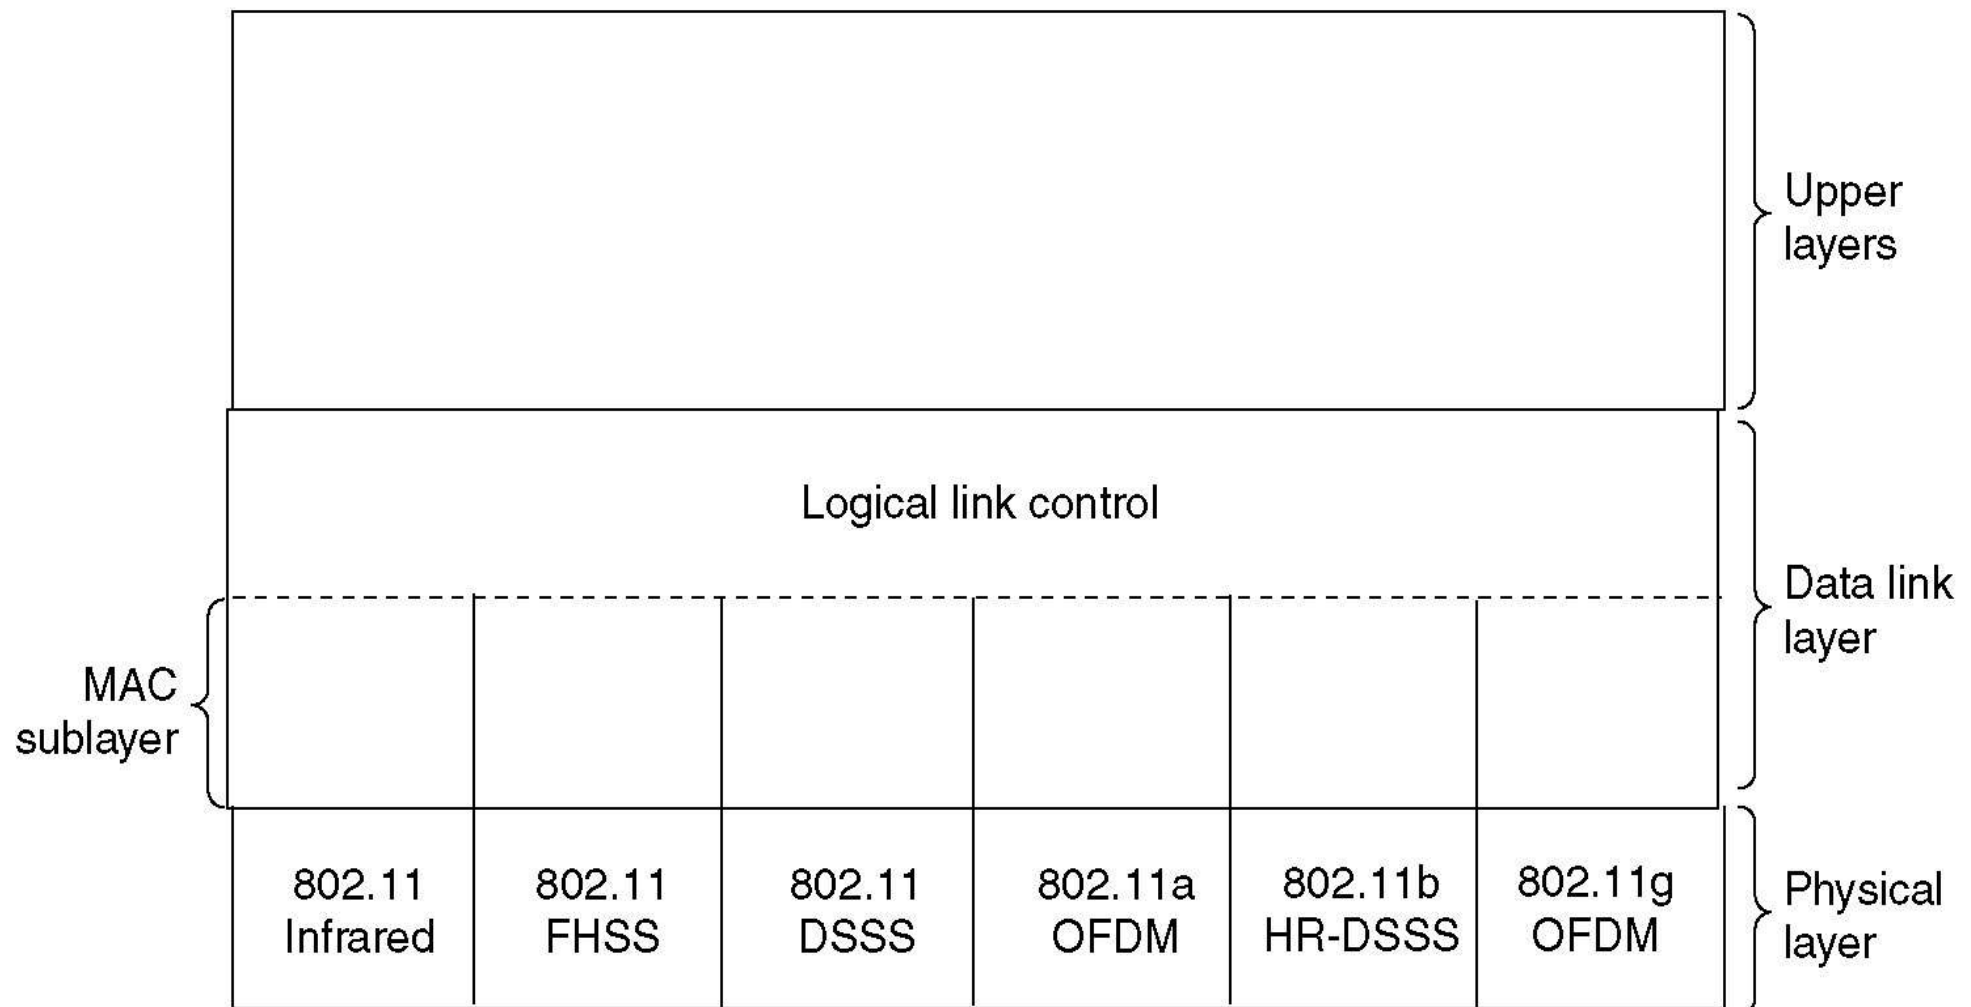 Upper
layers
Logical link control
Data link
layer
MAC
sublayer
802.11
Infrared
802.11
FHSS
802.11
DSSS
802.11a
OFDM
802.11b
HR-DSSS
802.11g
OFDM
Physical
layer